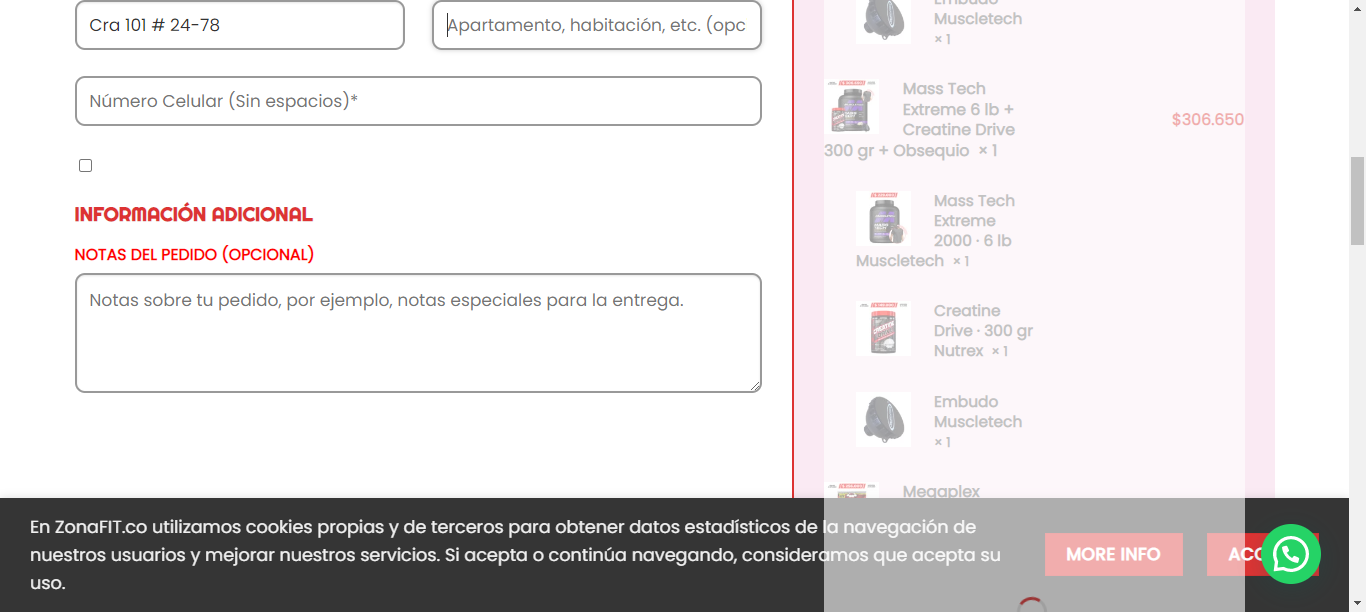 Cra 101 # 24-78
Apartamento, habitación, etc. (opc
Número Celular (Sin espacios)*
INFORMACIÓN ADICIONAL
NOTAS DEL PEDIDO (OPCIONAL)
Notas sobre tu pedido, por ejemplo, notas especiales para la entrega.
Embudo
Muscletech
× 1
Mass Tech
Extreme 6 lb +
Creatine Drive
300 gr + Obsequio × 1
$306.650
Mass Tech
Extreme
2000 · 6 lb
Muscletech × 1
Creatine
Drive · 300 gr
Nutrex × 1
Embudo
Muscletech
× 1
Megaplex
En ZonaFIT.co utilizamos cookies propias y de terceros para obtener datos estadísticos de la navegación de
nuestros usuarios y mejorar nuestros servicios. Si acepta o continúa navegando, consideramos que acepta su
uso.
MORE INFO